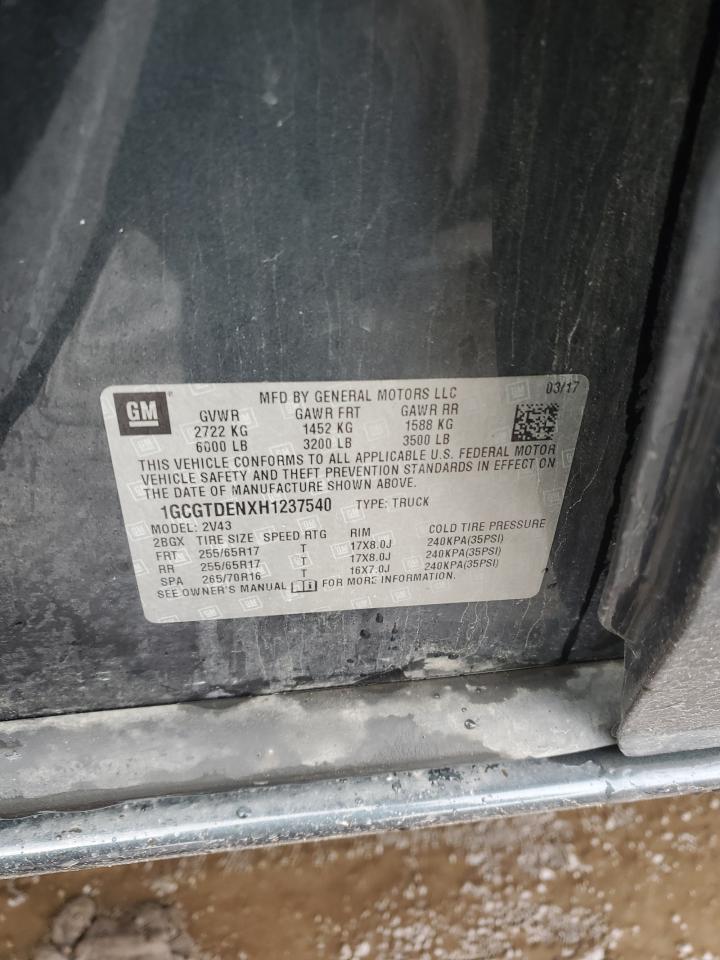 GM
MFD BY GENERAL MOTORS LLC 03/17
GVWR GAWR FRT GAWR RR
2722 KG 1452 KG 1588 KG
6000 LB 3200 LB 3500 LB
THIS VEHICLE CONFORMS TO ALL APPLICABLE U.S. FEDERAL MOTOR
VEHICLE SAFETY AND THEFT PREVENTION STANDARDS IN EFFECT ON
THE DATE OF MANUFACTURE SHOWN ABOVE.
1GCGTDENXH1237540 TYPE: TRUCK
MODEL: 2V43
2BGX TIRE SIZE SPEED RTG RIM COLD TIRE PRESSURE
FRT 255/65R17 T 17X8.0J 240KPA(35PSI)
RR 255/65R17 T 17X8.0J 240KPA(35PSI)
SPA 265/70R16 T 16X7.0J 240KPA(35PSI)
SEE OWNER'S MANUAL FOR MORE INFORMATION.